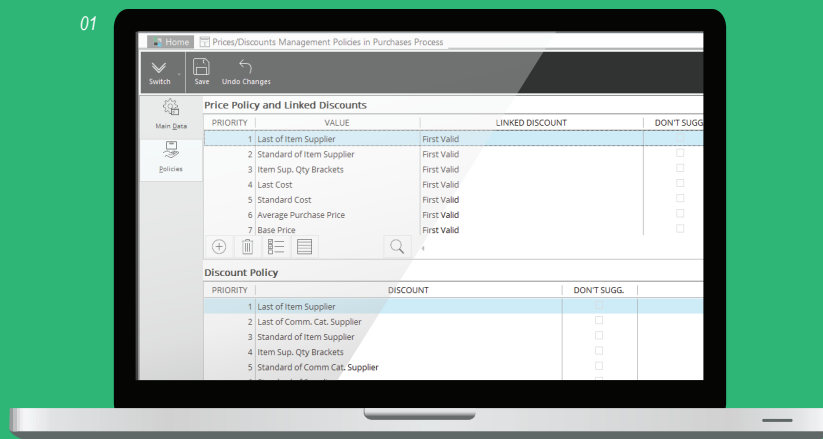 01
Home Prices/Discounts Management Policies in Purchases Process
Switch Save Undo Changes
Main Data
Policies
Price Policy and Linked Discounts
PRIORITY VALUE LINKED DISCOUNT DON'T SUGG
1 Last of Item Supplier First Valid
2 Standard of Item Supplier First Valid
3 Item Sup. Qty Brackets First Valid
4 Last Cost First Valid
5 Standard Cost First Valid
6 Average Purchase Price First Valid
7 Base Price First Valid
Discount Policy
PRIORITY DISCOUNT DON'T SUGG.
1 Last of Item Supplier
2 Last of Comm. Cat. Supplier
3 Standard of Item Supplier
4 Item Sup. Qty Brackets
5 Standard of Comm Cat. Supplier